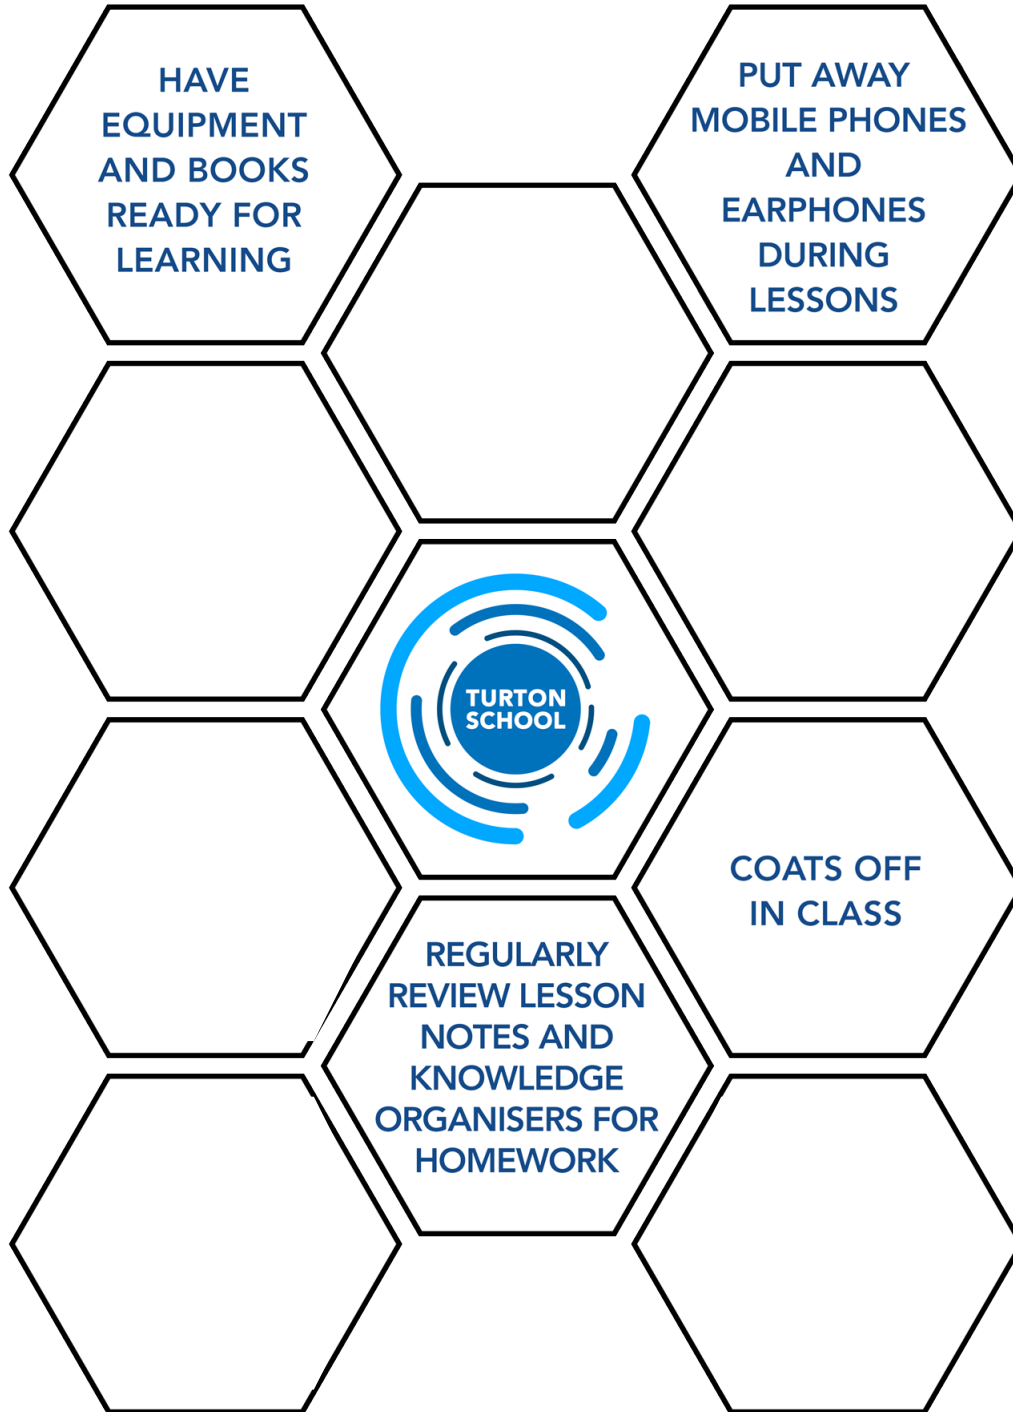 HAVE
EQUIPMENT
AND BOOKS
READY FOR
LEARNING
PUT AWAY
MOBILE PHONES
AND
EARPHONES
DURING
LESSONS
TURTON
SCHOOL
COATS OFF
IN CLASS
REGULARLY
REVIEW LESSON
NOTES AND
KNOWLEDGE
ORGANISERS FOR
HOMEWORK